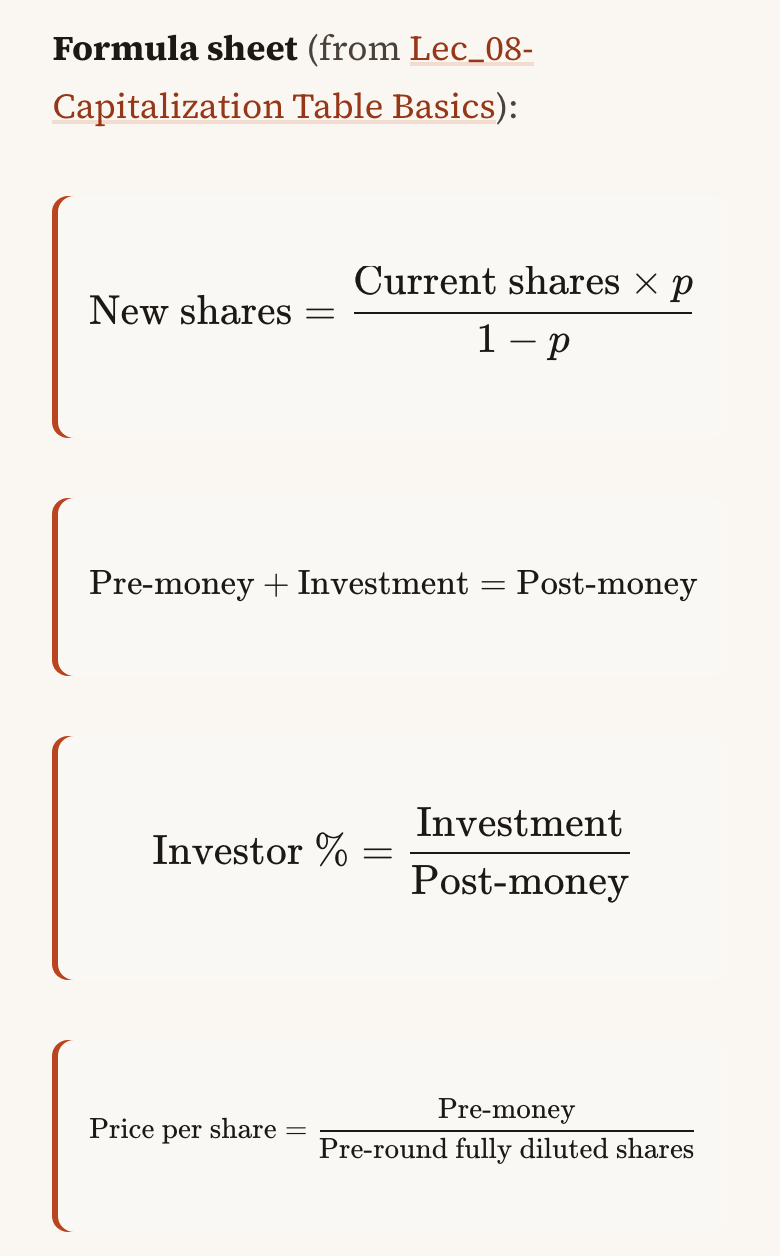 Formula sheet (from Lec_08-
Capitalization Table Basics):
New shares = Current shares × p / 1 − p
Pre-money + Investment = Post-money
Investor % = Investment / Post-money
Price per share = Pre-money / Pre-round fully diluted shares